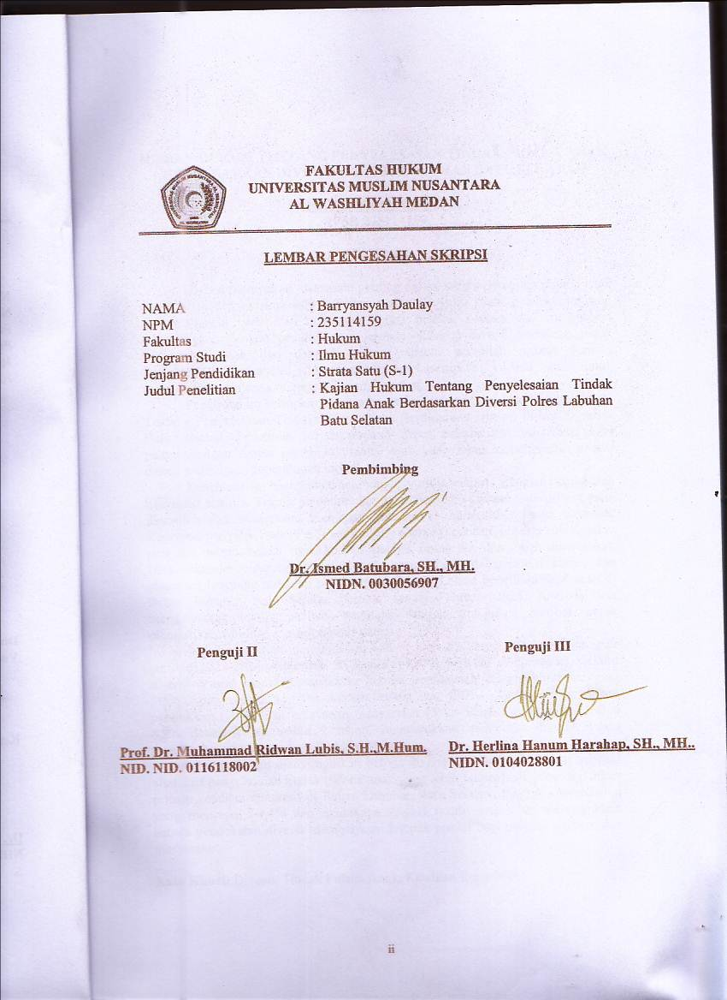 FAKULTAS HUKUM
UNIVERSITAS MUSLIM NUSANTARA
AL WASHLIYAH MEDAN
LEMBAR PENGESAHAN SKRIPSI
NAMA : Barryansyah Daulay
NPM : 235114159
Fakultas : Hukum
Program Studi : Ilmu Hukum
Jenjang Pendidikan : Strata Satu (S-1)
Judul Penelitian : Kajian Hukum Tentang Penyelesaian Tindak
Pidana Anak Berdasarkan Diversi Polres Labuhan
Batu Selatan
Pembimbing
Dr. Ismed Batubara, SH., MH.
NIDN. 0030056907
Penguji II
Prof. Dr. Muhammad Ridwan Lubis, S.H.,M.Hum.
NID. NID. 0116118002
Penguji III
Dr. Herlina Hanum Harahap, SH., MH..
NIDN. 0104028801
ii